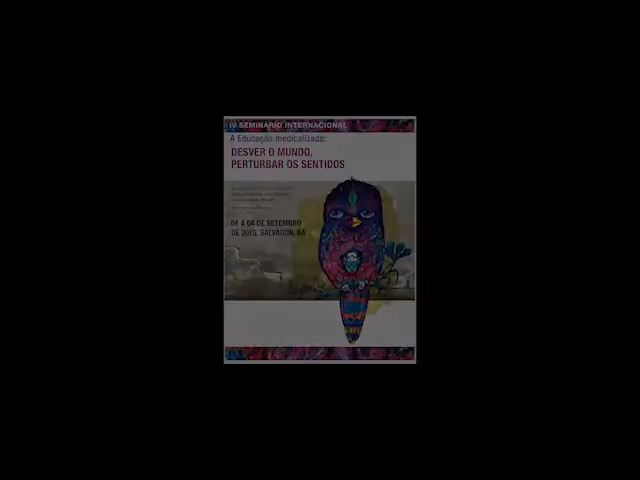 IV SEMINÁRIO INTERNACIONAL
A Educação medicalizada:
DESVER O MUNDO,
PERTURBAR OS SENTIDOS
01 A 04 DE SETEMBRO
DE 2015, SALVADOR, BA